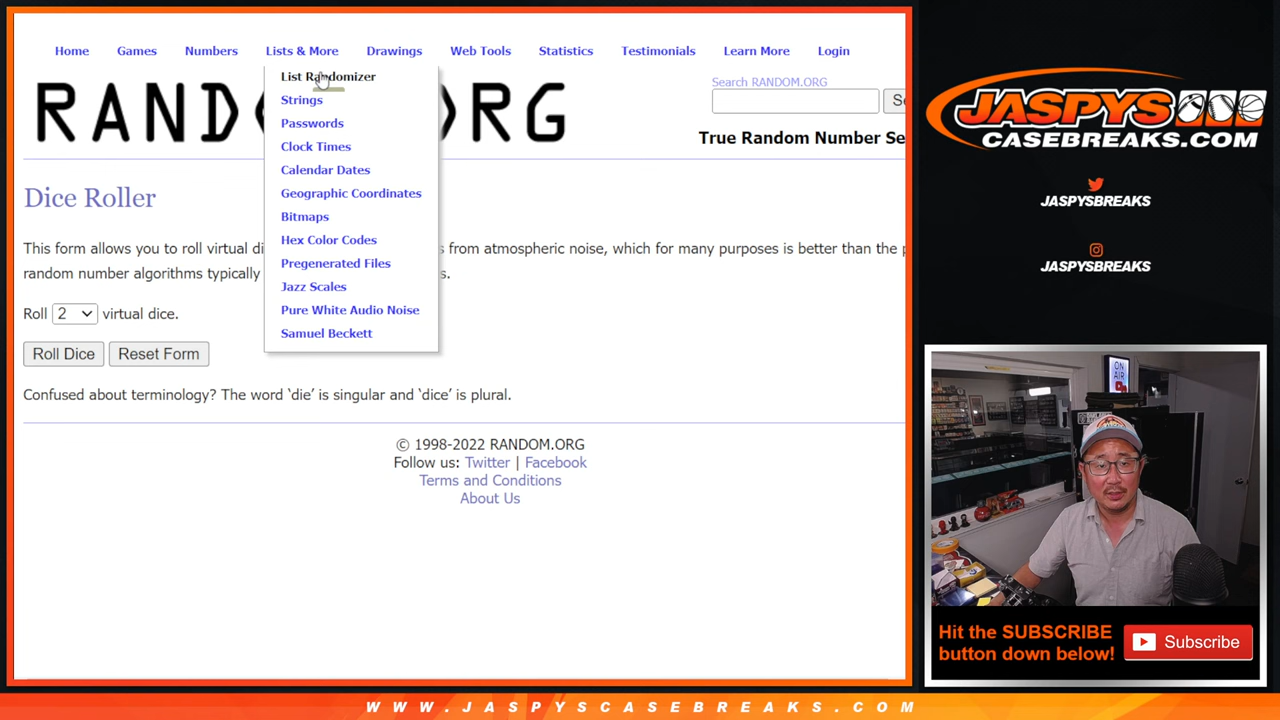 Home Games Numbers Lists & More Drawings Web Tools Statistics Testimonials Learn More Login
List Randomizer
Strings
Passwords
Clock Times
Calendar Dates
Geographic Coordinates
Bitmaps
Hex Color Codes
Pregenerated Files
Jazz Scales
Pure White Audio Noise
Samuel Beckett
Search RANDOM.ORG
RAND ORG
True Random Number Se
Dice Roller
This form allows you to roll virtual di s from atmospheric noise, which for many purposes is better than the p
random number algorithms typically s.
Roll 2 virtual dice.
Roll Dice Reset Form
Confused about terminology? The word ‘die’ is singular and ‘dice’ is plural.
© 1998-2022 RANDOM.ORG
Follow us: Twitter | Facebook
Terms and Conditions
About Us
JASPYS
CASEBREAKS.COM
JASPYSBREAKS
JASPYSBREAKS
ON
AIR
Hit the SUBSCRIBE
button down below!
Subscribe
WWW.JASPYSCASEBREAKS.COM